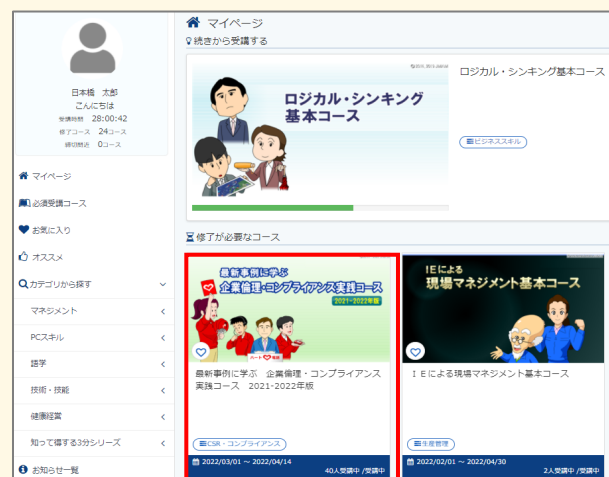 日本橋 太郎
こんにちは
受講時間 28:00:42
修了コース 24コース
締切間近 0コース
マイページ
必須受講コース
お気に入り
オススメ
カテゴリから探す
マネジメント
PCスキル
語学
技術・技能
健康経営
知って得する3分シリーズ
お知らせ一覧
マイページ
続きから受講する
ロジカル・シンキング
基本コース
ロジカル・シンキング基本コース
ビジネススキル
修了が必要なコース
最新事例に学ぶ
企業倫理・コンプライアンス実践コース
2021-2022年版
最新事例に学ぶ 企業倫理・コンプライアンス
実践コース 2021-2022年版
CSR・コンプライアンス
2022/03/01 ～ 2022/04/14
40人受講中 /受講中
IEによる
現場マネジメント基本コース
ＩＥによる現場マネジメント基本コース
生産管理
2022/02/01 ～ 2022/04/30
2人受講中 /受講中